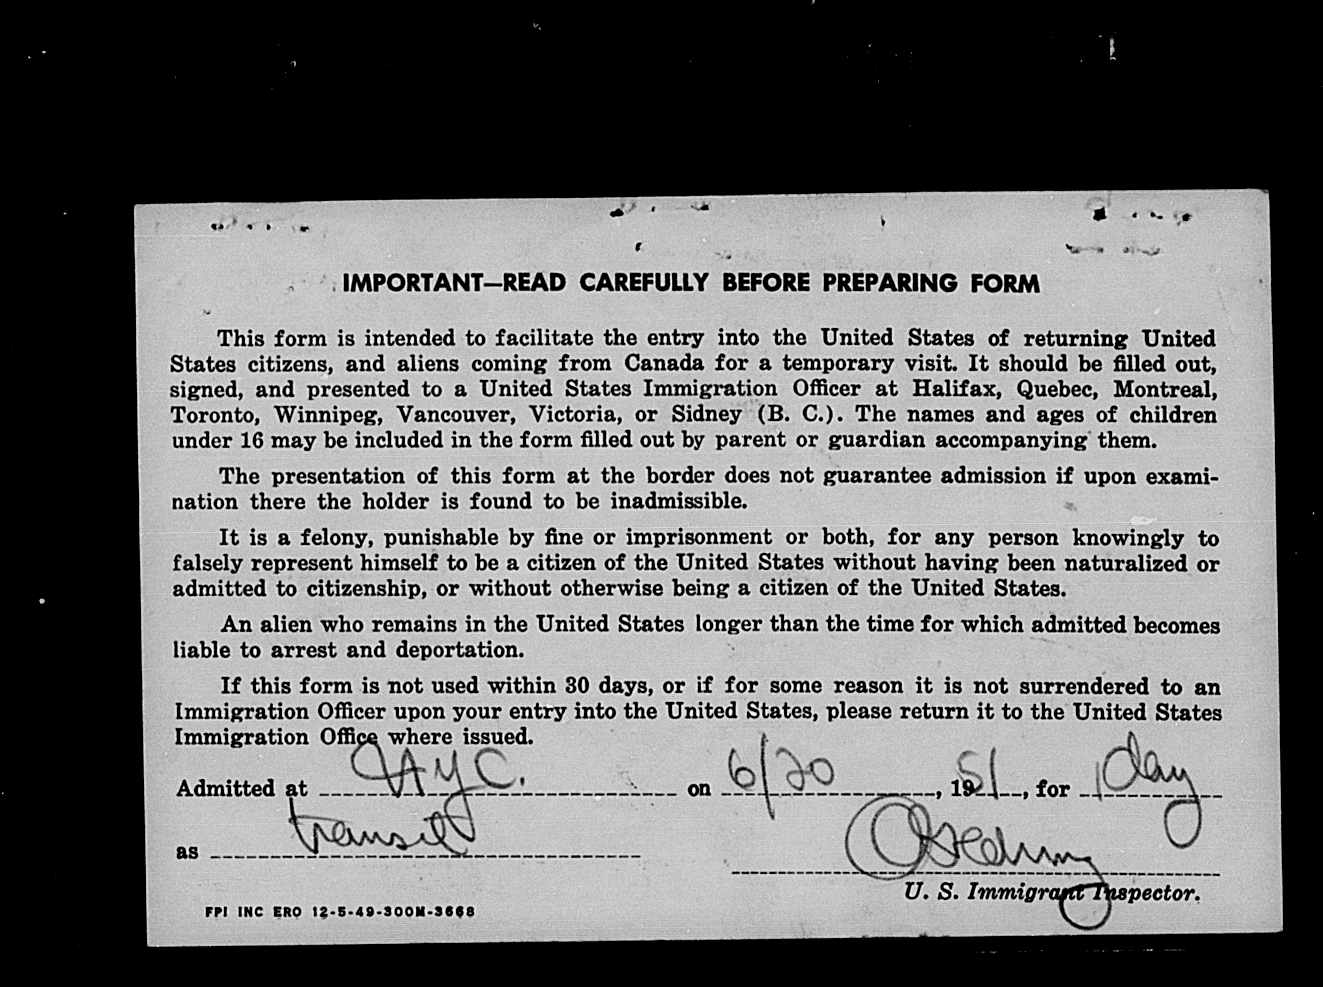 IMPORTANT—READ CAREFULLY BEFORE PREPARING FORM
This form is intended to facilitate the entry into the United States of returning United
States citizens, and aliens coming from Canada for a temporary visit. It should be filled out,
signed, and presented to a United States Immigration Officer at Halifax, Quebec, Montreal,
Toronto, Winnipeg, Vancouver, Victoria, or Sidney (B. C.). The names and ages of children
under 16 may be included in the form filled out by parent or guardian accompanying them.
The presentation of this form at the border does not guarantee admission if upon exami-
nation there the holder is found to be inadmissible.
It is a felony, punishable by fine or imprisonment or both, for any person knowingly to
falsely represent himself to be a citizen of the United States without having been naturalized or
admitted to citizenship, or without otherwise being a citizen of the United States.
An alien who remains in the United States longer than the time for which admitted becomes
liable to arrest and deportation.
If this form is not used within 30 days, or if for some reason it is not surrendered to an
Immigration Officer upon your entry into the United States, please return it to the United States
Immigration Office where issued.
Admitted at NYC. on 6/20, 1951, for 1 day
as transit
U. S. Immigrant Inspector.
FPI INC ERO 12-5-49-300M-3668